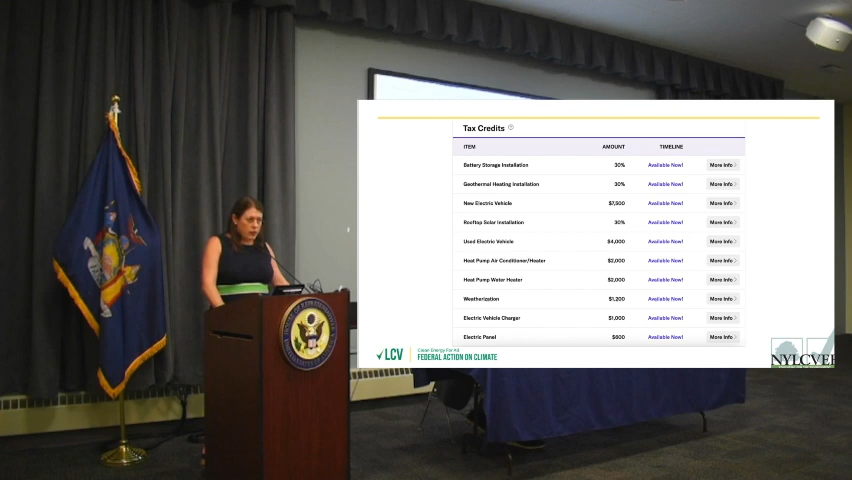 Tax Credits
ITEM AMOUNT TIMELINE
Battery Storage Installation 30% Available Now! More Info
Geothermal Heating Installation 30% Available Now! More Info
New Electric Vehicle $7,500 Available Now! More Info
Rooftop Solar Installation 30% Available Now! More Info
Used Electric Vehicle $4,000 Available Now! More Info
Heat Pump Air Conditioner/Heater $2,000 Available Now! More Info
Heat Pump Water Heater $2,000 Available Now! More Info
Weatherization $1,200 Available Now! More Info
Electric Vehicle Charger $1,000 Available Now! More Info
Electric Panel $600 Available Now! More Info
LCV
Clean Energy For All
FEDERAL ACTION ON CLIMATE
NYLCVEF